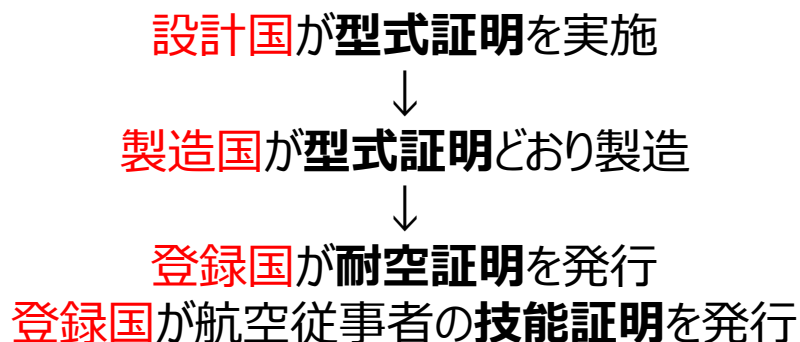 設計国が型式証明を実施
↓
製造国が型式証明どおり製造
↓
登録国が耐空証明を発行
登録国が航空従事者の技能証明を発行